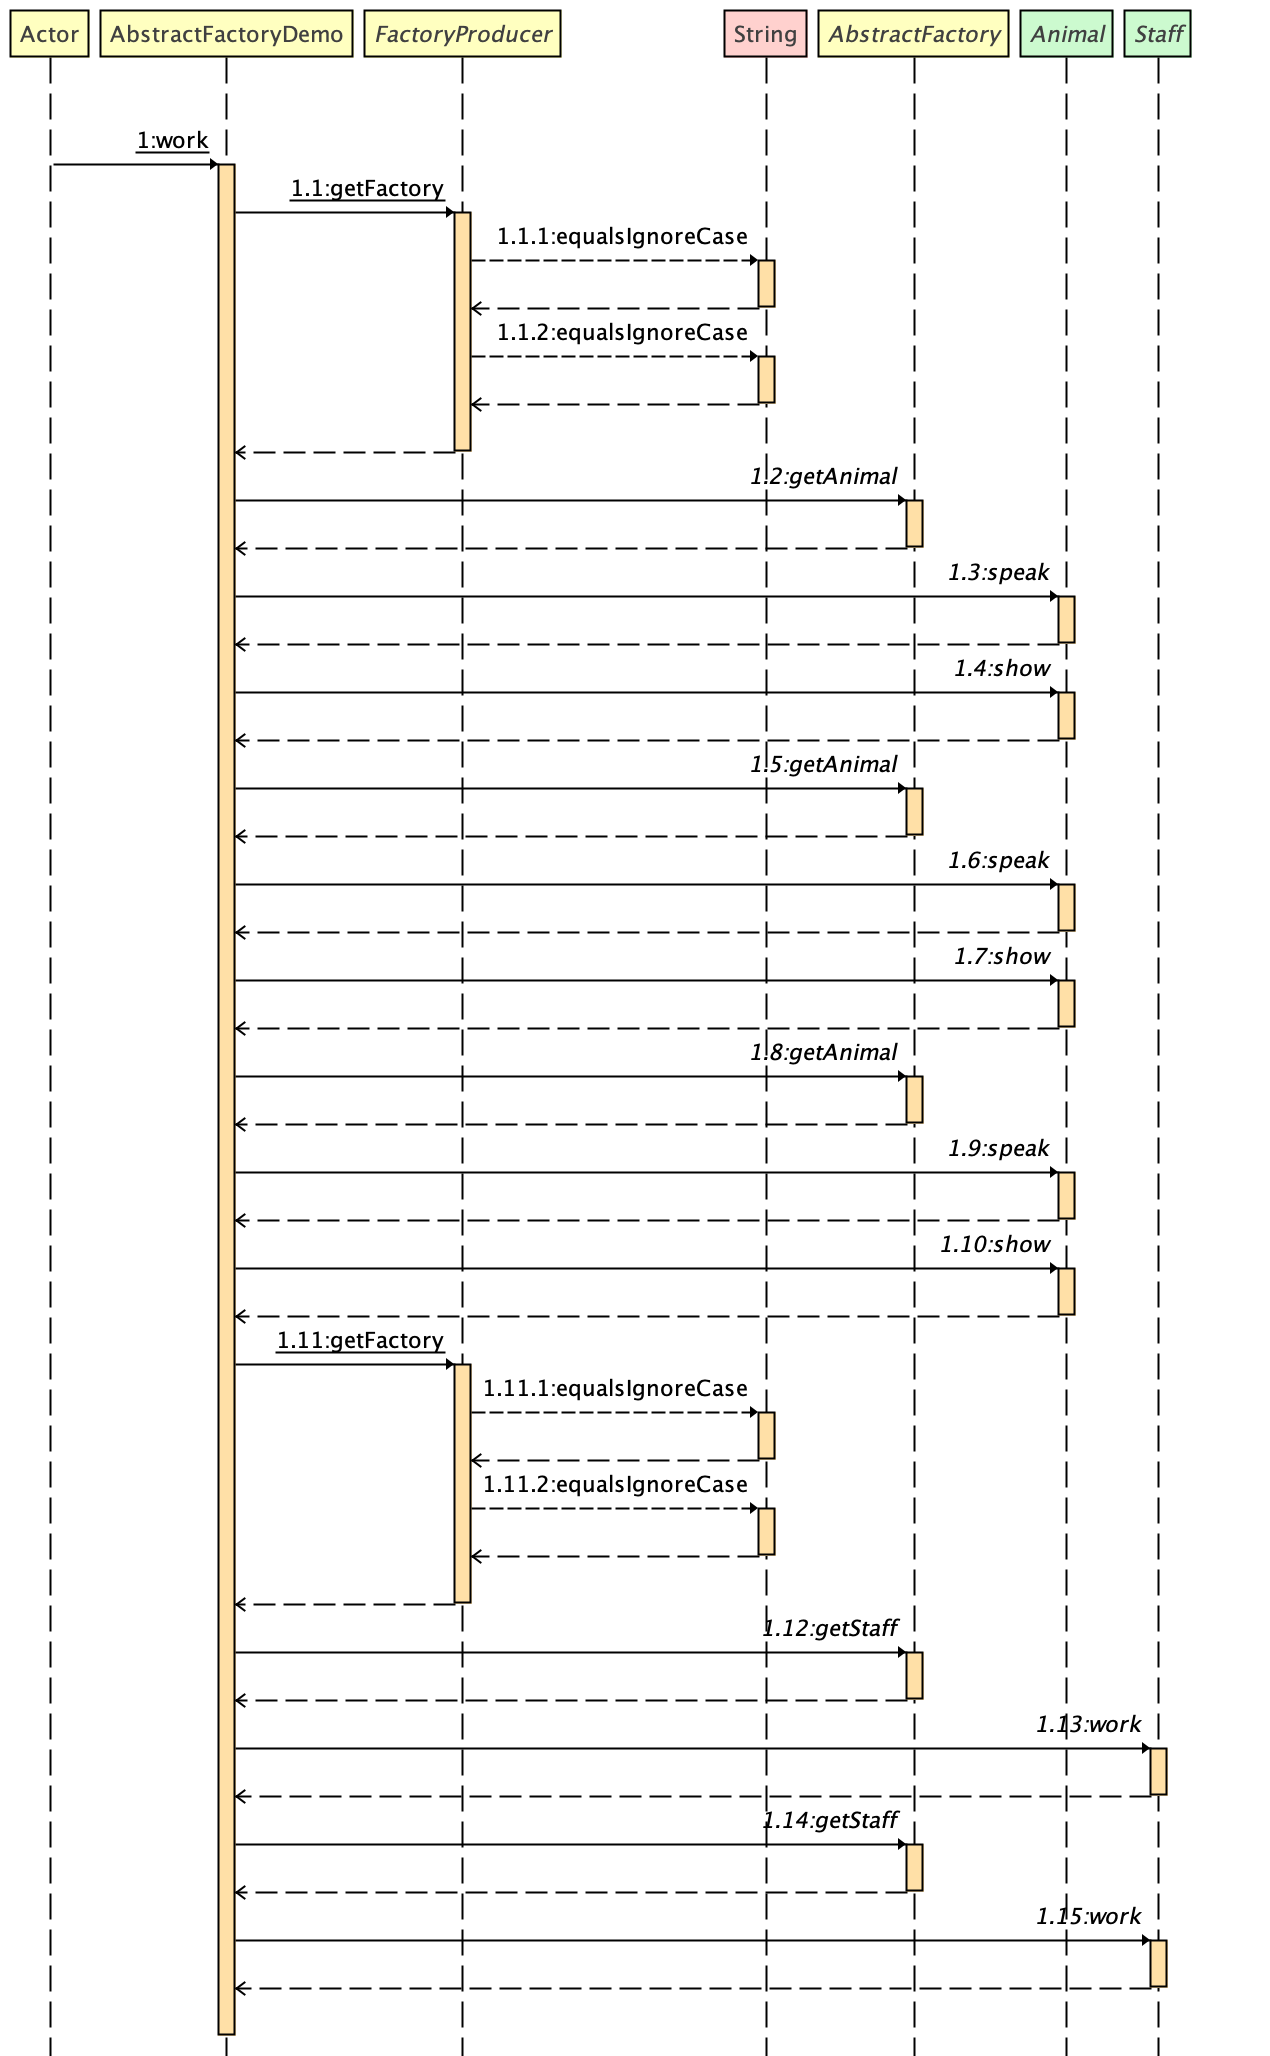 Actor
AbstractFactoryDemo
FactoryProducer
String
AbstractFactory
Animal
Staff
1:work
1.1:getFactory
1.1.1:equalsIgnoreCase
1.1.2:equalsIgnoreCase
1.2:getAnimal
1.3:speak
1.4:show
1.5:getAnimal
1.6:speak
1.7:show
1.8:getAnimal
1.9:speak
1.10:show
1.11:getFactory
1.11.1:equalsIgnoreCase
1.11.2:equalsIgnoreCase
1.12:getStaff
1.13:work
1.14:getStaff
1.15:work